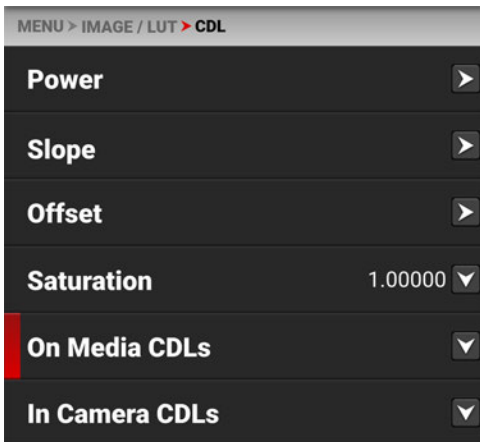 MENU > IMAGE / LUT > CDL
Power
Slope
Offset
Saturation 1.00000
On Media CDLs
In Camera CDLs